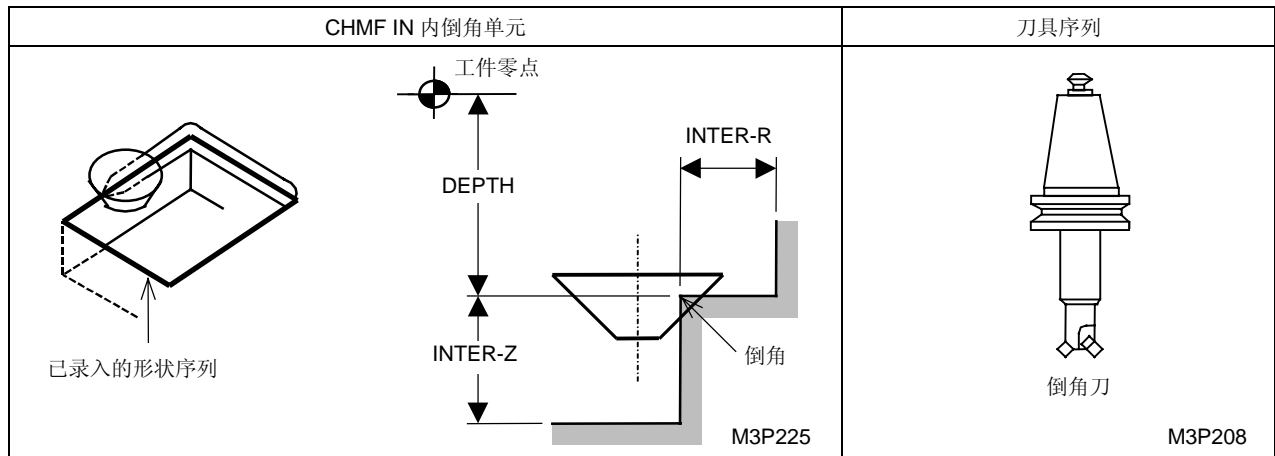 CHMF IN 内倒角单元
刀具序列
工件零点
INTER-R
DEPTH
INTER-Z
倒角
已录入的形状序列
M3P225
倒角刀
M3P208